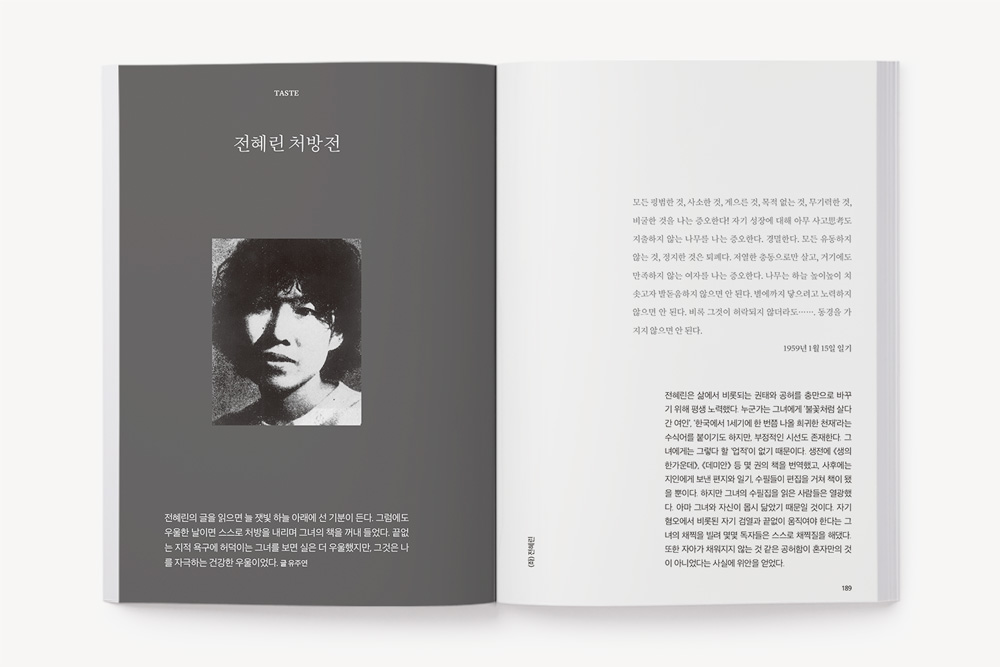 TASTE
전혜린 처방전
전혜린의 글을 읽으면 늘 잿빛 하늘 아래에 선 기분이 든다. 그럼에도
우울한 날이면 스스로 처방을 내리며 그녀의 책을 꺼내 들었다. 끝없
는 지적 욕구에 허덕이는 그녀를 보면 실은 더 우울했지만, 그것은 나
를 자극하는 건강한 우울이었다. 글 유주연
모든 평범한 것, 사소한 것, 게으른 것, 목적 없는 것, 무기력한 것,
비굴한 것을 나는 증오한다! 자기 성장에 대해 아무 사고思考도
지출하지 않는 나무를 나는 증오한다. 경멸한다. 모든 유동하지
않는 것, 정지한 것은 퇴폐다. 저열한 충동으로만 살고, 거기에도
만족하지 않는 여자를 나는 증오한다. 나무는 하늘 높이높이 치
솟고자 발돋움하지 않으면 안 된다. 별에까지 닿으려고 노력하지
않으면 안 된다. 비록 그것이 허락되지 않더라도……. 동경을 가
지지 않으면 안 된다.
1959년 1월 15일 일기
전혜린은 삶에서 비롯되는 권태와 공허를 충만으로 바꾸
기 위해 평생 노력했다. 누군가는 그녀에게 '불꽃처럼 살다
간 여인', '한국에서 1세기에 한 번쯤 나올 희귀한 천재'라는
수식어를 붙이기도 하지만, 부정적인 시선도 존재한다. 그
녀에게는 그렇다 할 '업적'이 없기 때문이다. 생전에 《생의
한가운데》, 《데미안》 등 몇 권의 책을 번역했고, 사후에는
지인에게 보낸 편지와 일기, 수필들이 편집을 거쳐 책이 됐
을 뿐이다. 하지만 그녀의 수필집을 읽은 사람들은 열광했
다. 아마 그녀와 자신이 몹시 닮았기 때문일 것이다. 자기
혐오에서 비롯된 자기 검열과 끝없이 움직여야 한다는 그
녀의 채찍을 빌려 몇몇 독자들은 스스로 채찍질을 해댔다.
또한 자아가 채워지지 않는 것 같은 공허함이 혼자만의 것
이 아니었다는 사실에 위안을 얻었다.
(좌) 전혜린
189